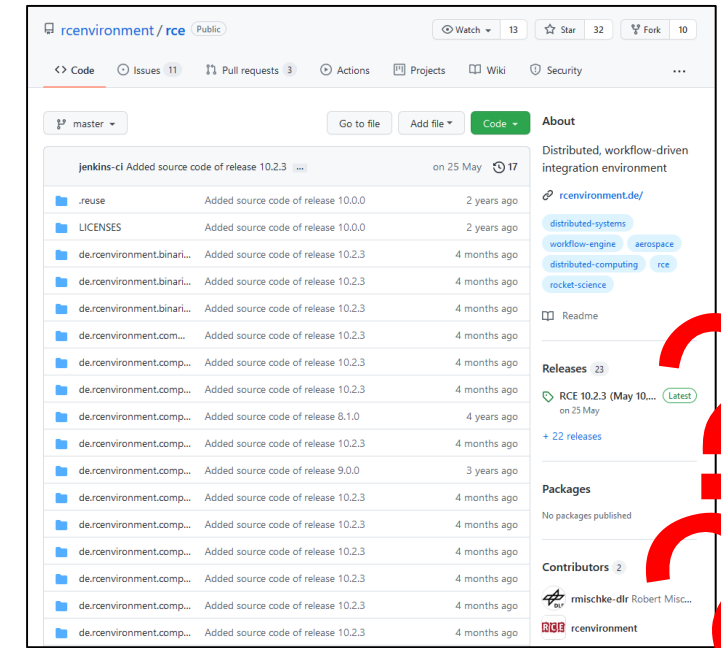 rcenvironment / rce Public
Watch 13 Star 32 Fork 10
<> Code Issues 11 Pull requests 3 Actions Projects Wiki Security ...
master Go to file Add file Code
jenkins-ci Added source code of release 10.2.3 ... on 25 May 17
.reuse Added source code of release 10.0.0 2 years ago
LICENSES Added source code of release 10.0.0 2 years ago
de.rcenvironment.binari... Added source code of release 10.2.3 4 months ago
de.rcenvironment.binari... Added source code of release 10.2.3 4 months ago
de.rcenvironment.binari... Added source code of release 10.2.3 4 months ago
de.rcenvironment.com... Added source code of release 10.2.3 4 months ago
de.rcenvironment.comp... Added source code of release 10.2.3 4 months ago
de.rcenvironment.comp... Added source code of release 10.2.3 4 months ago
de.rcenvironment.comp... Added source code of release 8.1.0 4 years ago
de.rcenvironment.comp... Added source code of release 10.2.3 4 months ago
de.rcenvironment.comp... Added source code of release 9.0.0 3 years ago
de.rcenvironment.comp... Added source code of release 10.2.3 4 months ago
de.rcenvironment.comp... Added source code of release 10.2.3 4 months ago
de.rcenvironment.comp... Added source code of release 10.2.3 4 months ago
de.rcenvironment.comp... Added source code of release 10.2.3 4 months ago
de.rcenvironment.comp... Added source code of release 10.2.3 4 months ago
de.rcenvironment.comp... Added source code of release 10.2.3 4 months ago
About
Distributed, workflow-driven
integration environment
rcenvironment.de/
distributed-systems
workflow-engine aerospace
distributed-computing rce
rocket-science
Readme
Releases 23
RCE 10.2.3 (May 10,... Latest
on 25 May
+ 22 releases
Packages
No packages published
Contributors 2
DLR rmischke-dlr Robert Misc...
RCE rcenvironment